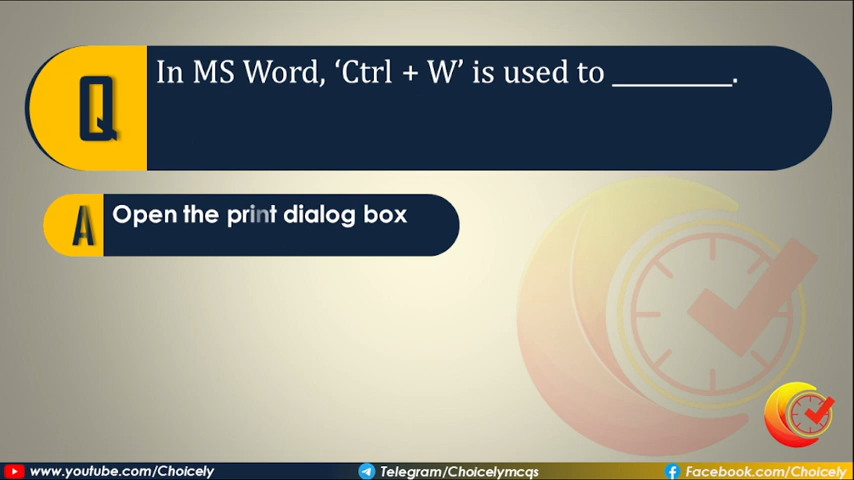 Q
In MS Word, ‘Ctrl + W’ is used to _________.
A
Open the print dialog box
www.youtube.com/Choicely
Telegram/Choicelymcqs
Facebook.com/Choicely